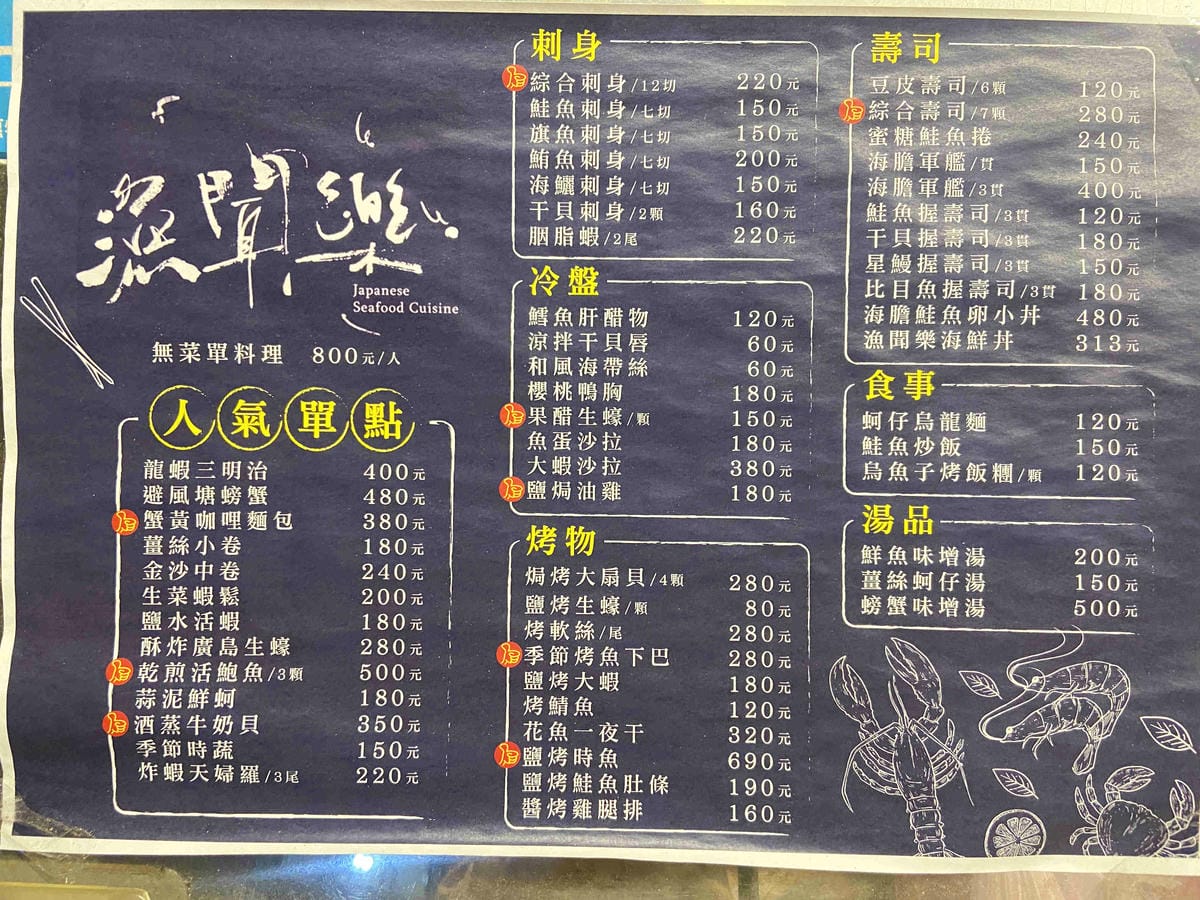 漁聞樂
Japanese
Seafood Cuisine
無菜單料理 800元/人
人氣單點
龍蝦三明治 400元
避風塘螃蟹 480元
蟹黃咖哩麵包 380元
薑絲小卷 180元
金沙中卷 240元
生菜蝦鬆 200元
鹽水活蝦 180元
酥炸廣島生蠔 280元
乾煎活鮑魚/3顆 500元
蒜泥鮮蚵 180元
酒蒸牛奶貝 350元
季節時蔬 150元
炸蝦天婦羅/3尾 220元
刺身
綜合刺身/12切 220元
鮭魚刺身/七切 150元
旗魚刺身/七切 150元
鮪魚刺身/七切 200元
海鱺刺身/七切 150元
干貝刺身/2顆 160元
胭脂蝦/2尾 220元
冷盤
鱈魚肝醋物 120元
涼拌干貝唇 60元
和風海帶絲 60元
櫻桃鴨胸 180元
果醋生蠔/顆 150元
魚蛋沙拉 180元
大蝦沙拉 380元
鹽焗油雞 180元
烤物
焗烤大扇貝/4顆 280元
鹽烤生蠔/顆 80元
烤軟絲/尾 280元
季節烤魚下巴 280元
鹽烤大蝦 180元
烤鯖魚 120元
花魚一夜干 320元
鹽烤時魚 690元
鹽烤鮭魚肚條 190元
醬烤雞腿排 160元
壽司
豆皮壽司/6顆 120元
綜合壽司/7顆 280元
蜜糖鮭魚捲 240元
海膽軍艦/貫 150元
海膽軍艦/3貫 400元
鮭魚握壽司/3貫 120元
干貝握壽司/3貫 180元
星鰻握壽司/3貫 150元
比目魚握壽司/3貫 180元
海膽鮭魚卵小丼 480元
漁聞樂海鮮丼 313元
食事
蚵仔烏龍麵 120元
鮭魚炒飯 150元
烏魚子烤飯糰/顆 120元
湯品
鮮魚味增湯 200元
薑絲蚵仔湯 150元
螃蟹味增湯 500元